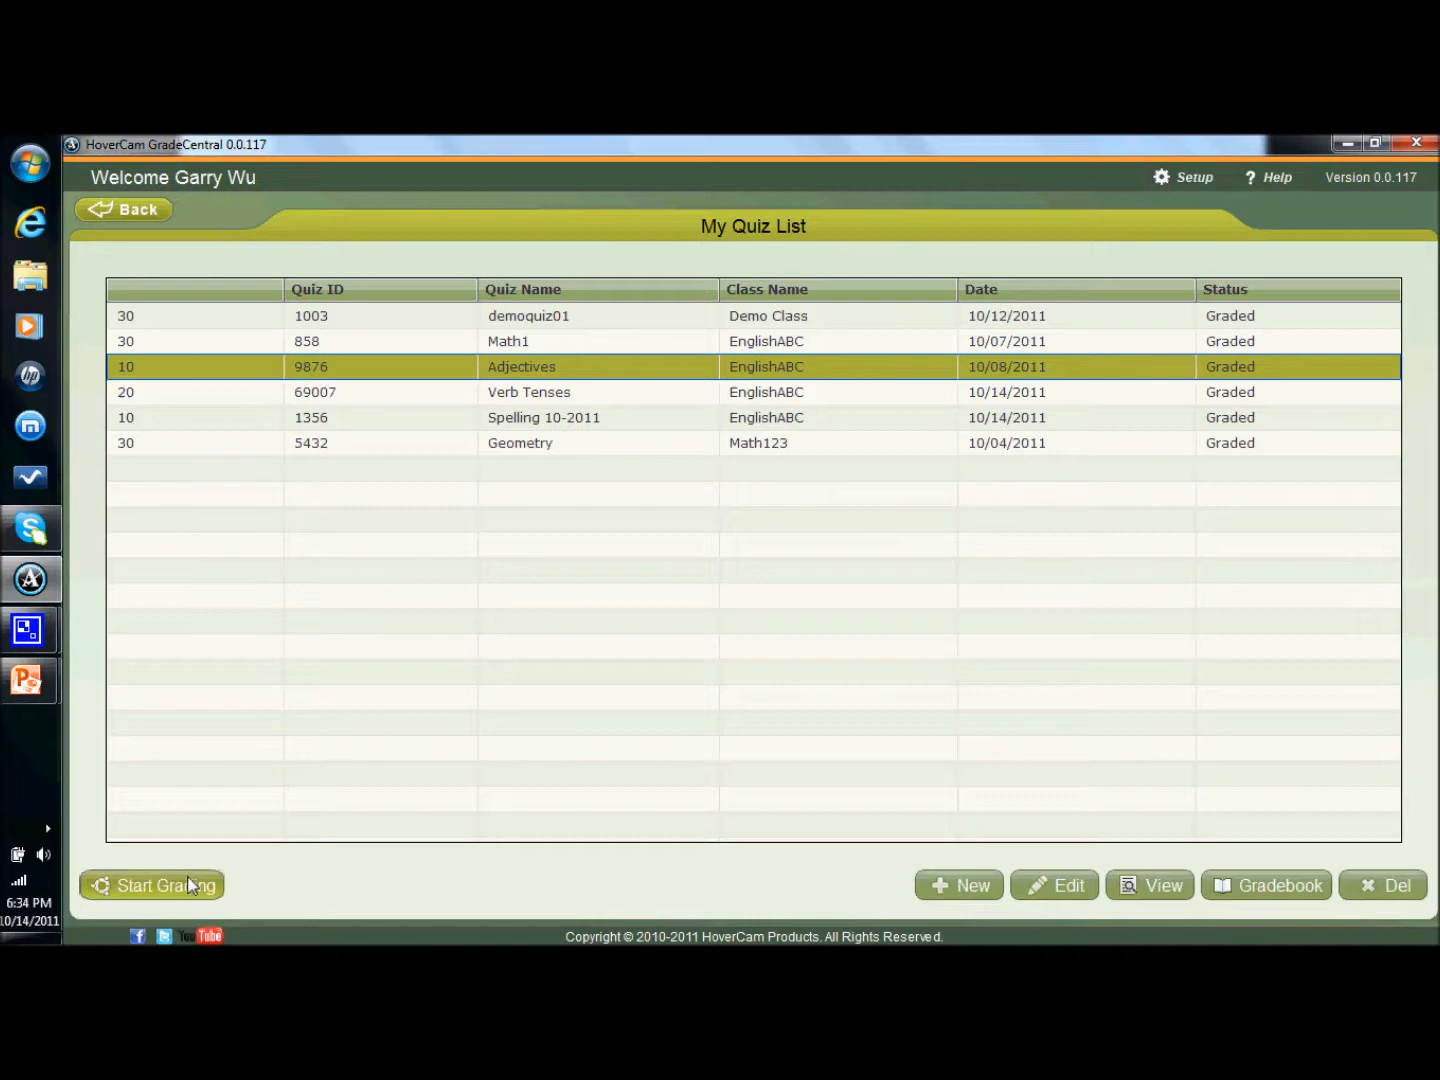 HoverCam GradeCentral 0.0.117
Welcome Garry Wu
Setup
? Help
Version 0.0.117
Back
My Quiz List
Quiz ID Quiz Name Class Name Date Status
30 1003 demoquiz01 Demo Class 10/12/2011 Graded
30 858 Math1 EnglishABC 10/07/2011 Graded
10 9876 Adjectives EnglishABC 10/08/2011 Graded
20 69007 Verb Tenses EnglishABC 10/14/2011 Graded
10 1356 Spelling 10-2011 EnglishABC 10/14/2011 Graded
30 5432 Geometry Math123 10/04/2011 Graded
Start Grading
New
Edit
View
Gradebook
Del
6:34 PM
10/14/2011
YouTube
Copyright © 2010-2011 HoverCam Products. All Rights Reserved.